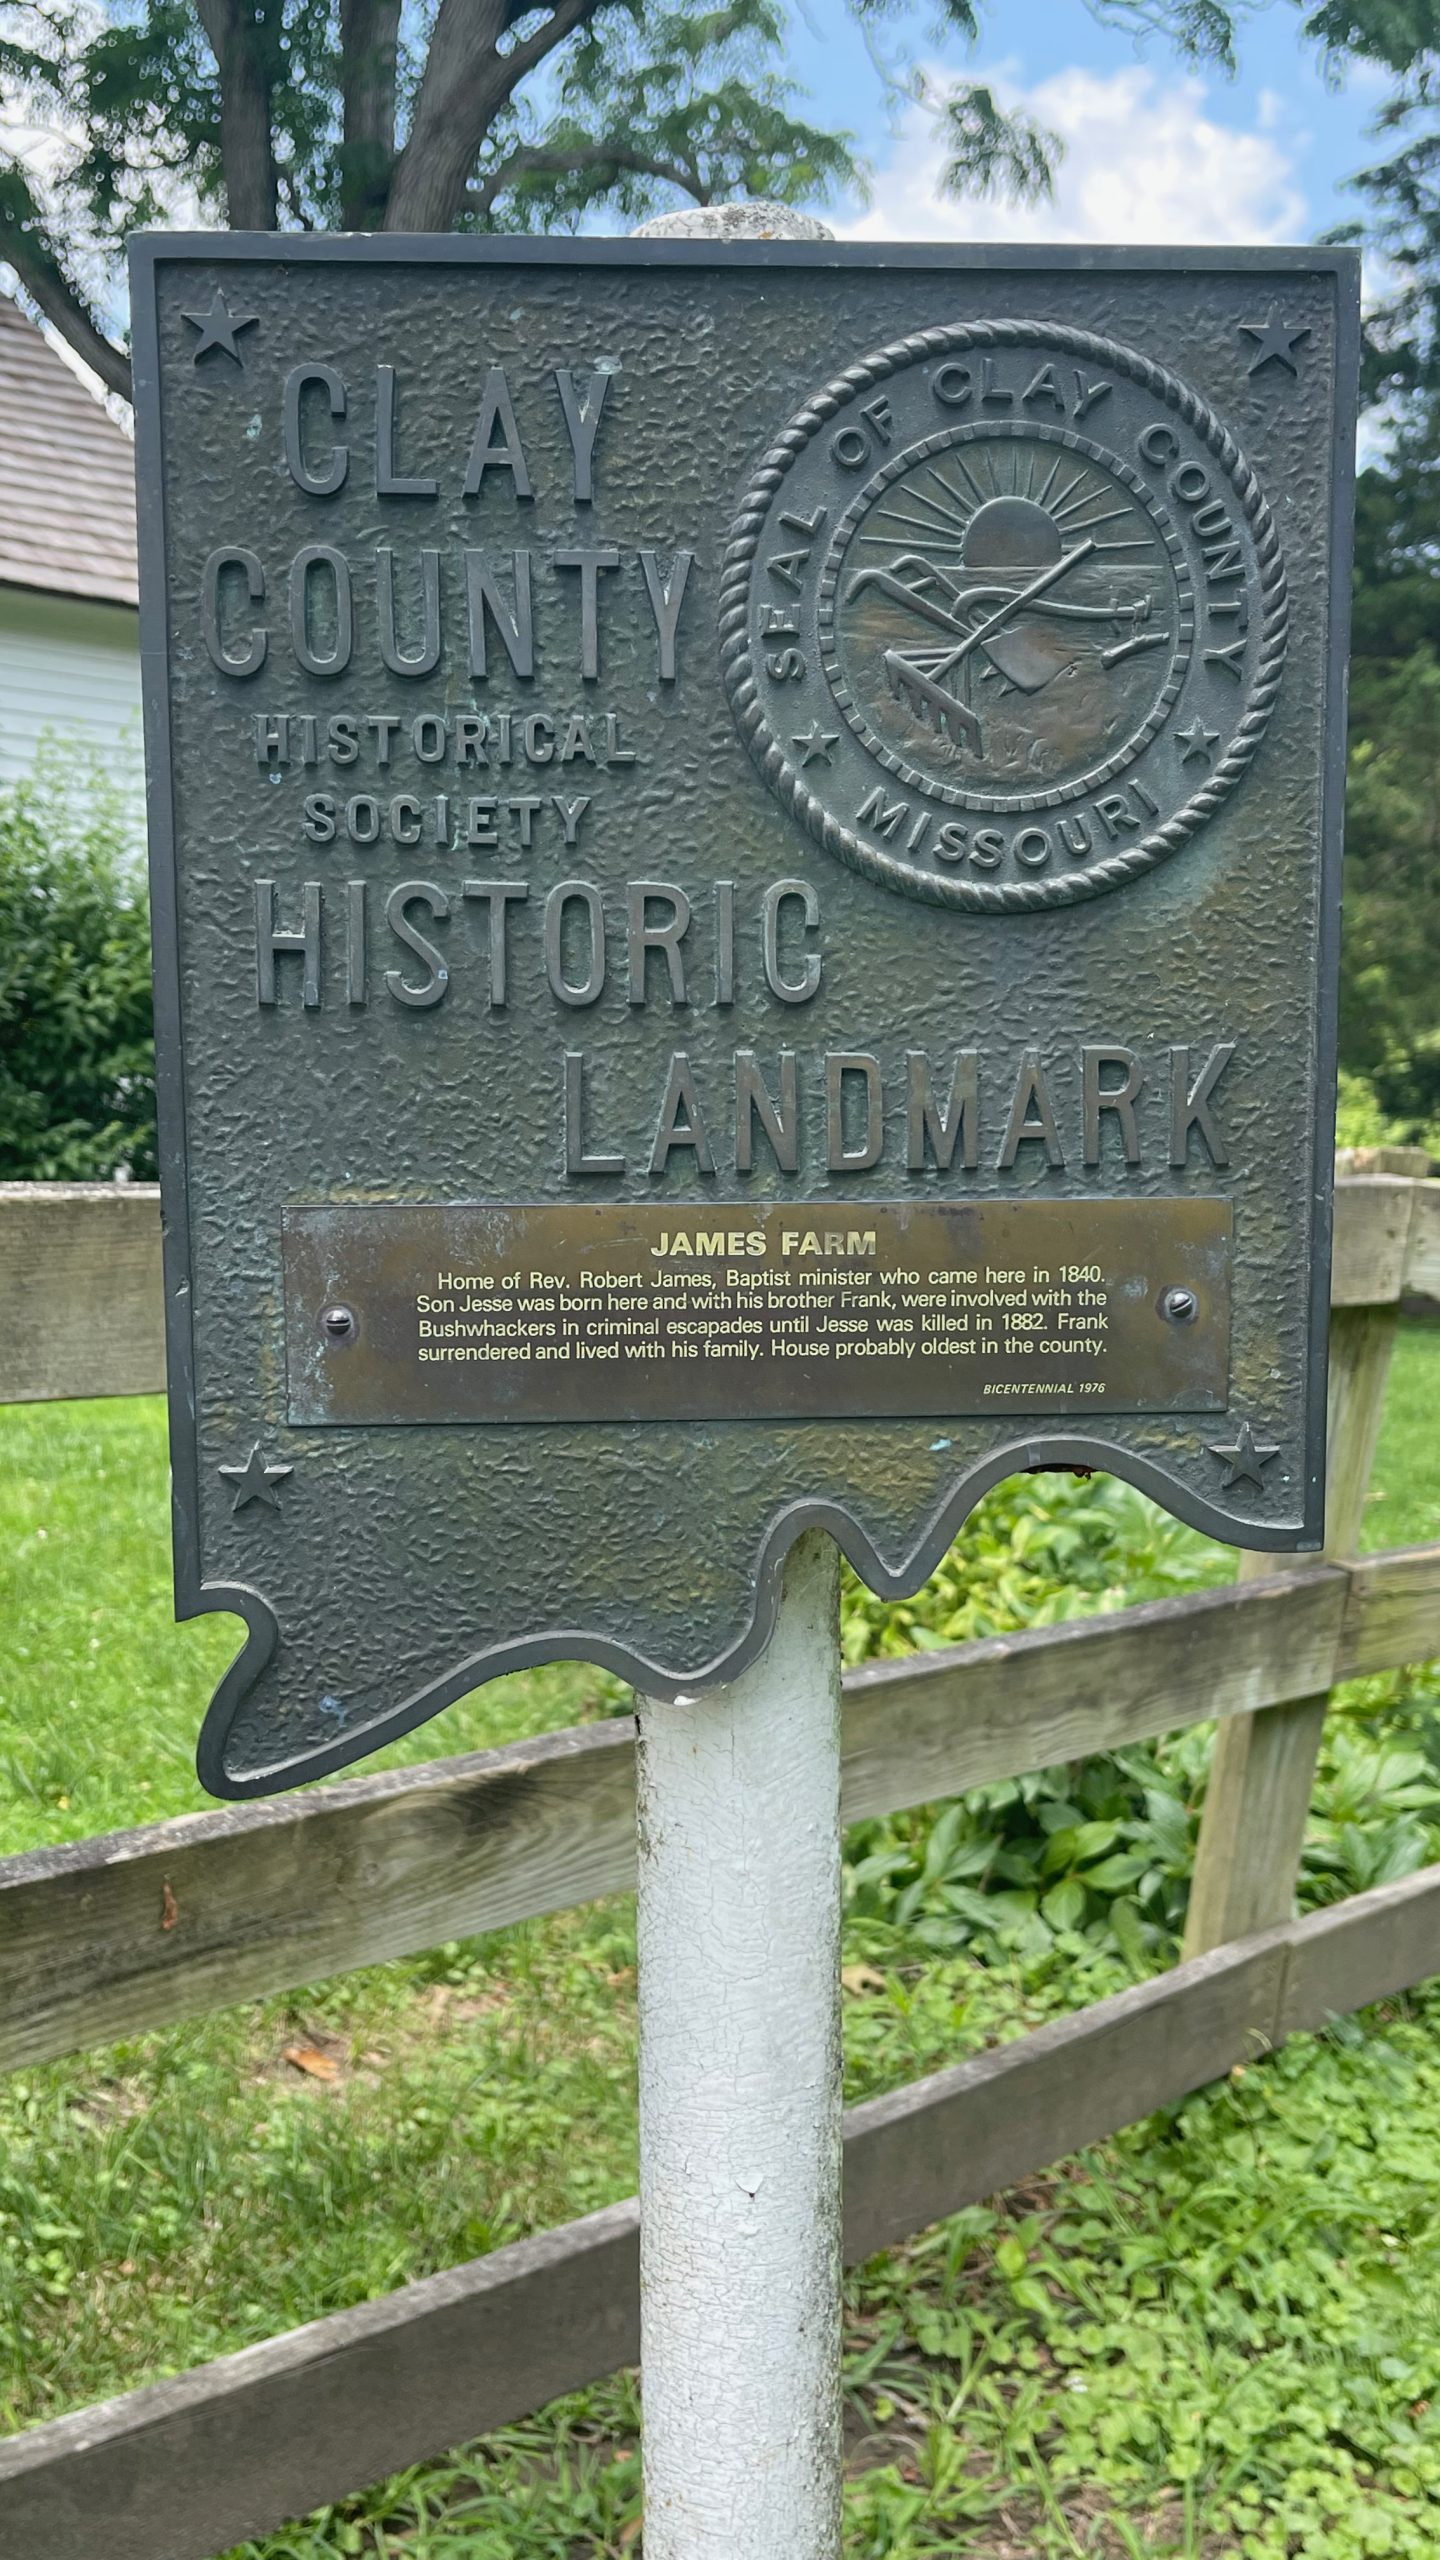 CLAY
COUNTY
HISTORICAL
SOCIETY
HISTORIC
LANDMARK
SEAL OF CLAY COUNTY
MISSOURI
JAMES FARM
Home of Rev. Robert James, Baptist minister who came here in 1840.
Son Jesse was born here and with his brother Frank, were involved with the
Bushwhackers in criminal escapades until Jesse was killed in 1882. Frank
surrendered and lived with his family. House probably oldest in the county.
BICENTENNIAL 1976